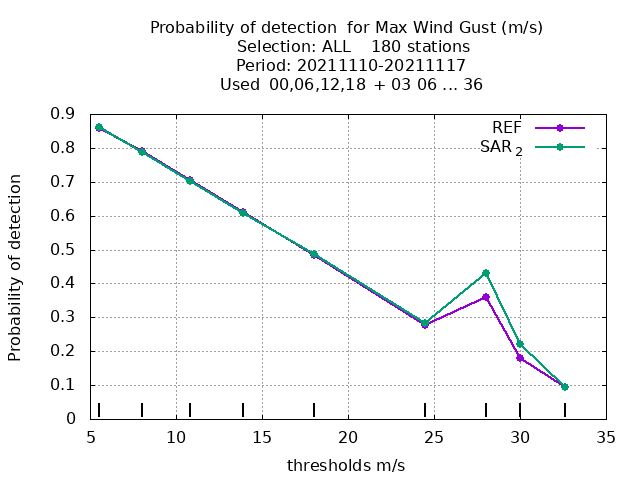 Probability of detection  for Max Wind Gust (m/s)
Selection: ALL    180 stations
Period: 20211110-20211117
Used  00,06,12,18  + 03 06 ... 36
REF
SAR 2
Probability of detection
0.9
0.8
0.7
0.6
0.5
0.4
0.3
0.2
0.1
0
5 10 15 20 25 30 35
thresholds m/s